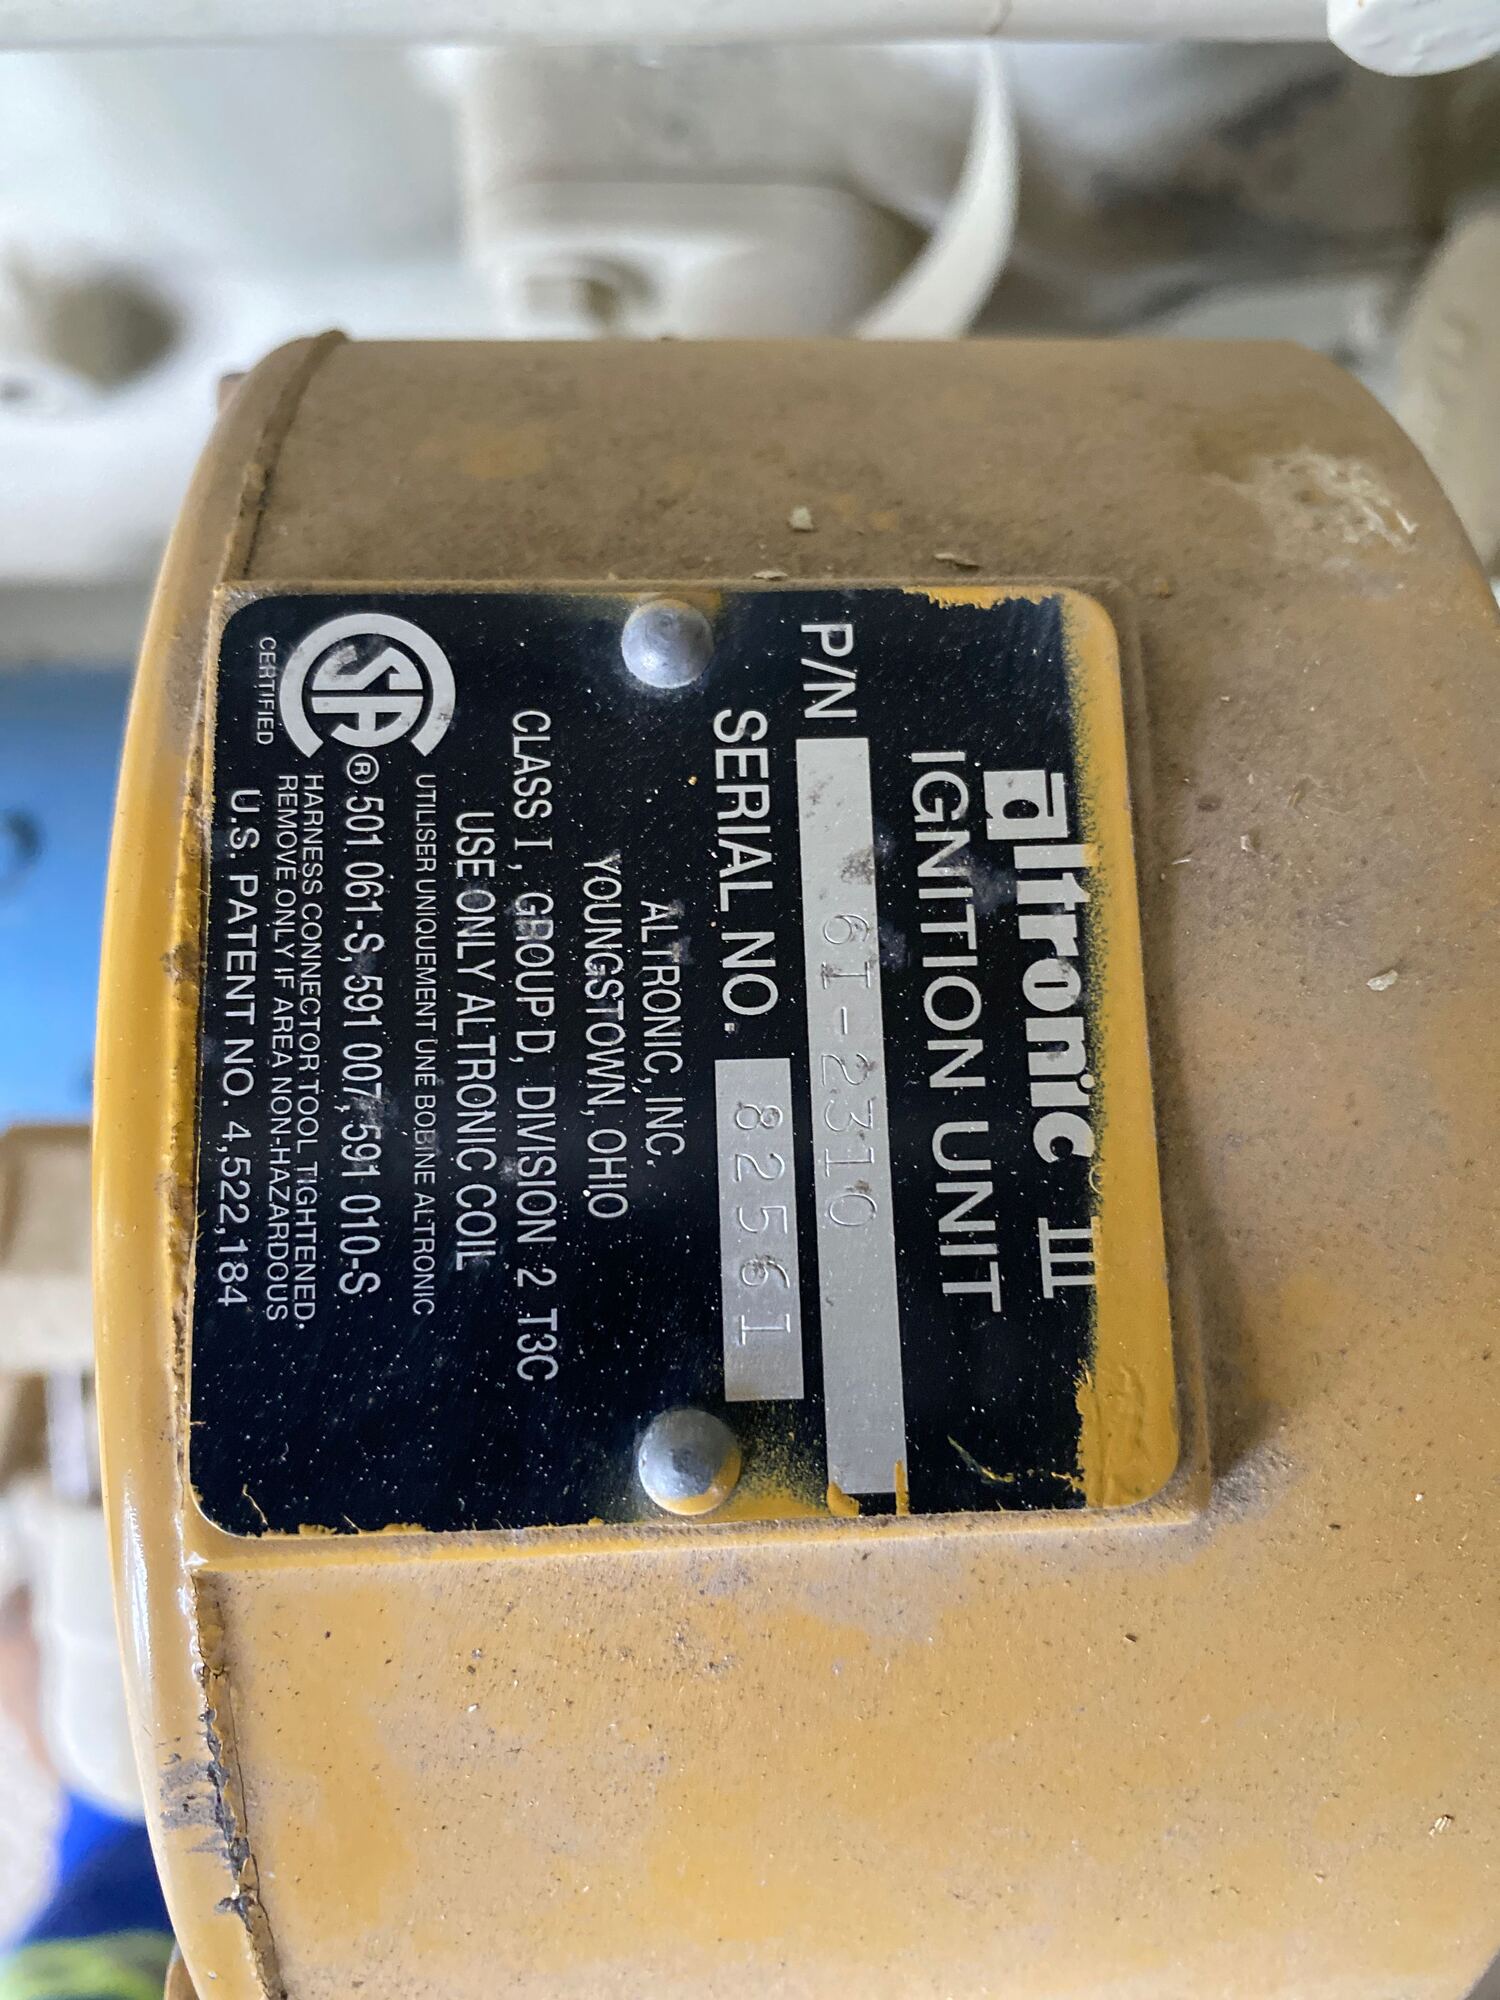 altronic III
IGNITION UNIT
P/N 6I-2310
SERIAL NO. 82561
ALTRONIC, INC.
YOUNGSTOWN, OHIO
CLASS I, GROUP D, DIVISION 2 T3C
USE ONLY ALTRONIC COIL
UTILISER UNIQUEMENT UNE BOBINE ALTRONIC
SA ® 501 061-S, 591 007, 591 010-S
CERTIFIED
HARNESS CONNECTOR TOOL TIGHTENED.
REMOVE ONLY IF AREA NON-HAZARDOUS
U.S. PATENT NO. 4,522,184